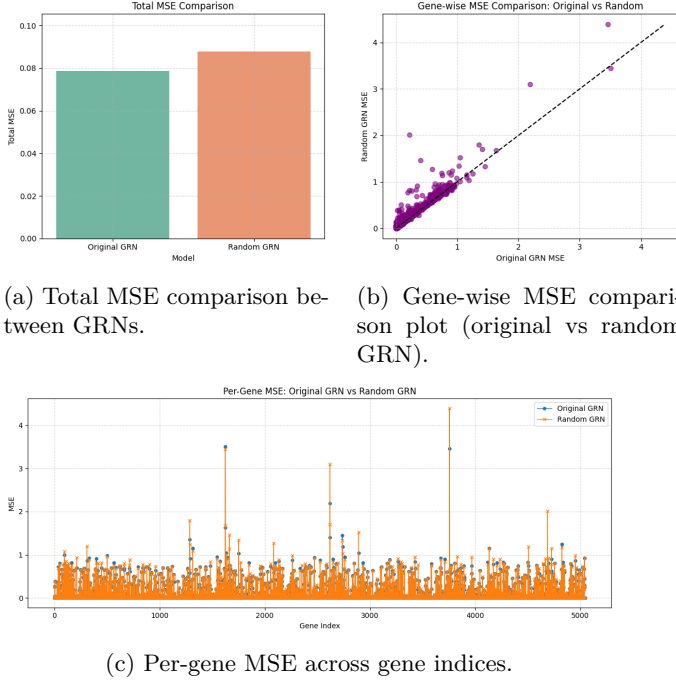 Total MSE Comparison
0.10
0.08
0.06
0.04
0.02
0.00
Total MSE
Original GRN
Random GRN
Model
Gene-wise MSE Comparison: Original vs Random
4
3
2
1
0
Random GRN MSE
0
1
2
3
4
Original GRN MSE
(a) Total MSE comparison be-
tween GRNs.
(b) Gene-wise MSE compari-
son plot (original vs random
GRN).
Per-Gene MSE: Original GRN vs Random GRN
Original GRN
Random GRN
4
3
2
1
0
MSE
0
1000
2000
3000
4000
5000
Gene Index
(c) Per-gene MSE across gene indices.